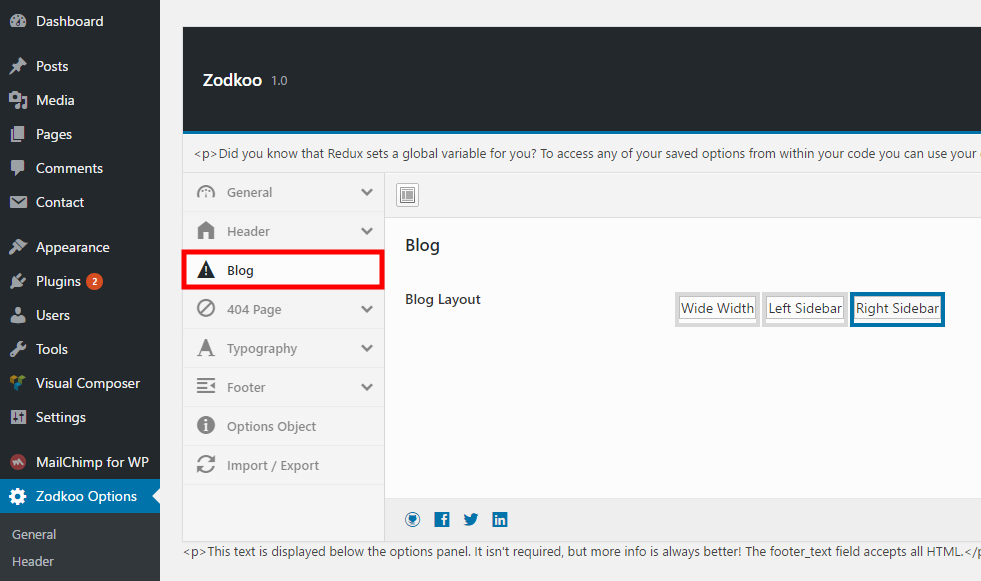 Dashboard
Posts
Media
Pages
Comments
Contact
Appearance
Plugins 2
Users
Tools
Visual Composer
Settings
MailChimp for WP
Zodkoo Options
General
Header
Zodkoo 1.0
<p>Did you know that Redux sets a global variable for you? To access any of your saved options from within your code you can use your
General
Header
Blog
404 Page
Typography
Footer
Options Object
Import / Export
Blog
Blog Layout
Wide Width Left Sidebar Right Sidebar
<p>This text is displayed below the options panel. It isn't required, but more info is always better! The footer_text field accepts all HTML.</p